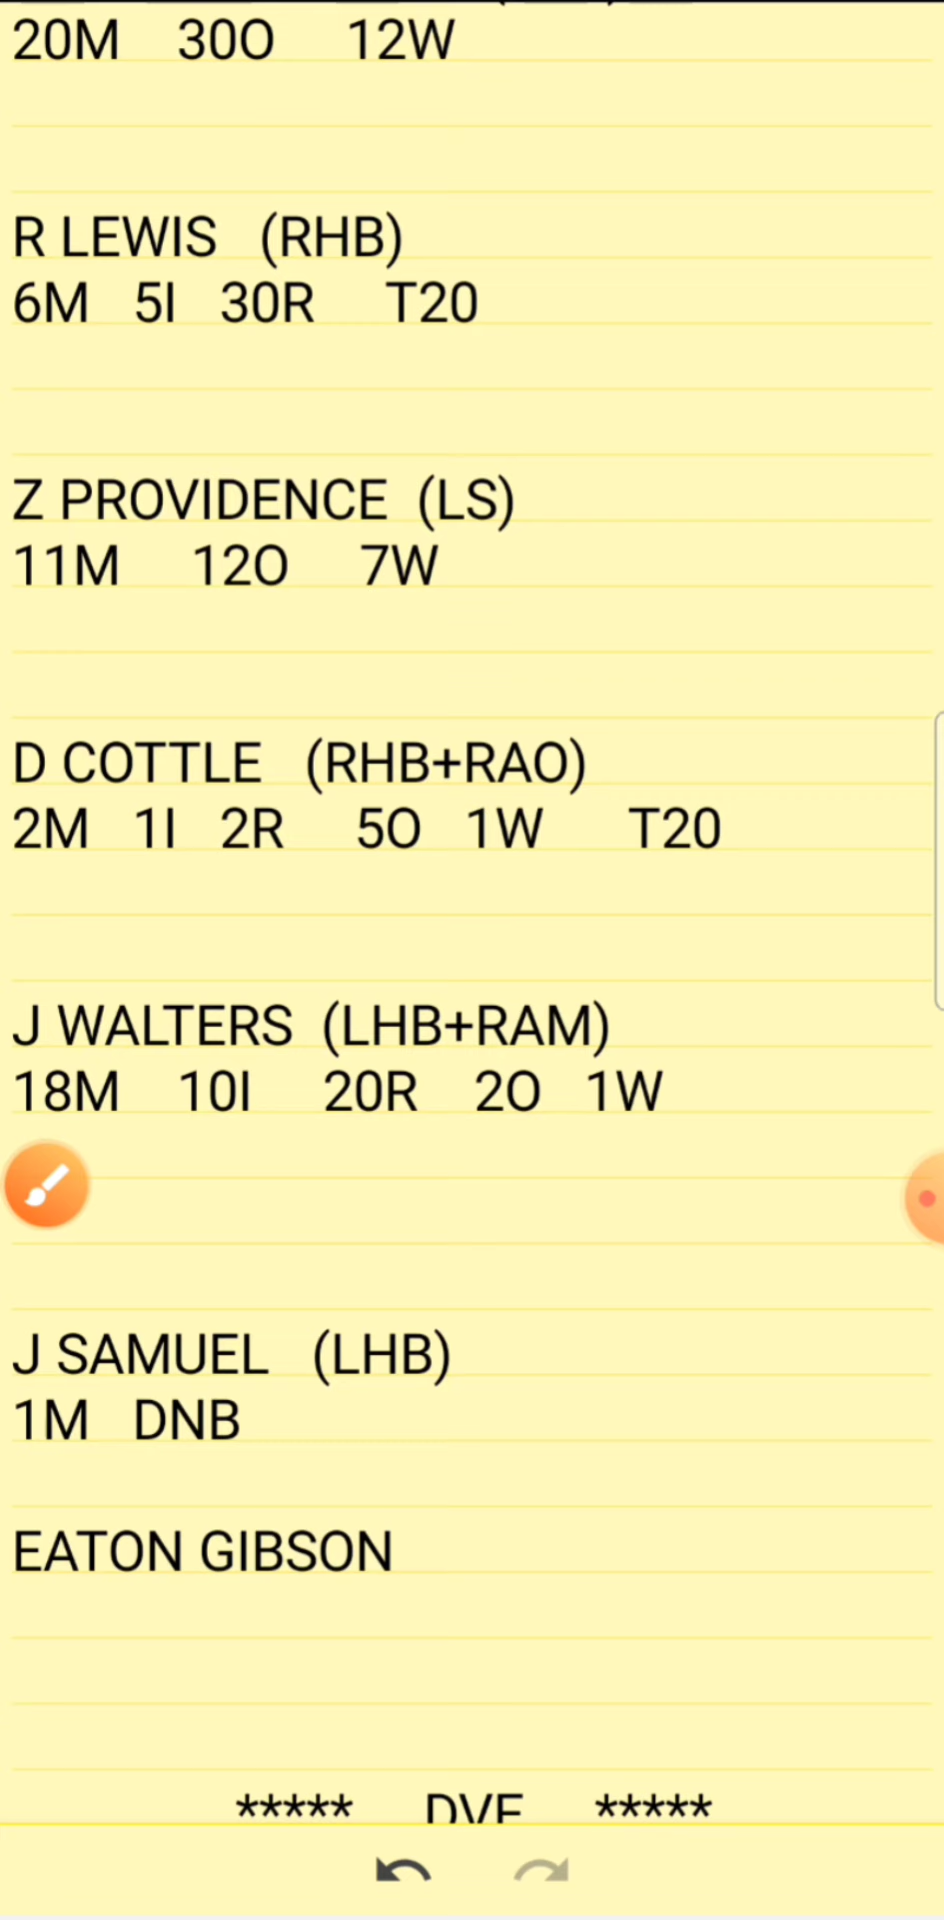 20M 30O 12W
R LEWIS (RHB)
6M 5I 30R T20
Z PROVIDENCE (LS)
11M 12O 7W
D COTTLE (RHB+RAO)
2M 1I 2R 5O 1W T20
J WALTERS (LHB+RAM)
18M 10I 20R 2O 1W
J SAMUEL (LHB)
1M DNB
EATON GIBSON
***** DVE *****